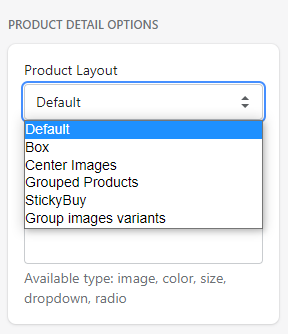 PRODUCT DETAIL OPTIONS
Product Layout
Default
Default
Box
Center Images
Grouped Products
StickyBuy
Group images variants
Available type: image, color, size,
dropdown, radio